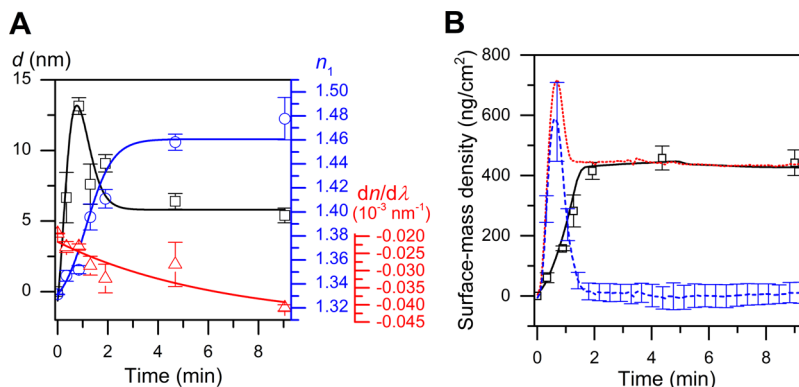 A
d (nm)
n₁
15
10
5
0
1.50
1.48
1.46
1.44
1.42
1.40
1.38
1.36
1.34
1.32
dn/dλ
(10⁻³ nm⁻¹)
-0.020
-0.025
-0.030
-0.035
-0.040
-0.045
0 2 4 6 8
Time (min)
B
Surface-mass density (ng/cm²)
800
600
400
200
0
0 2 4 6 8
Time (min)